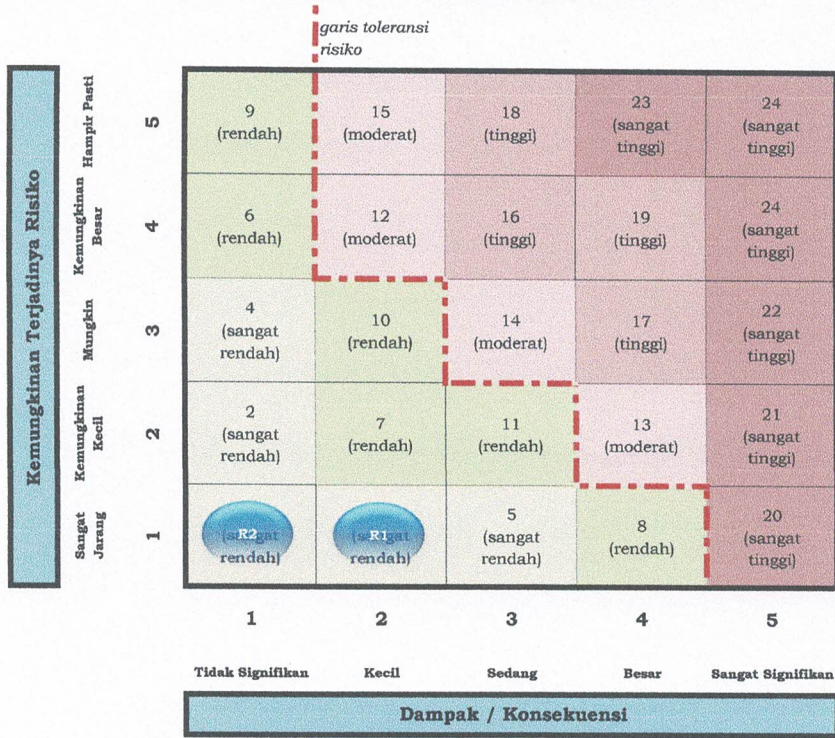 garis toleransi
risiko
Kemungkinan Terjadinya Risiko
Hampir Pasti
5
9
(rendah)
15
(moderat)
18
(tinggi)
23
(sangat
tinggi)
24
(sangat
tinggi)
Kemungkinan
Besar
4
6
(rendah)
12
(moderat)
16
(tinggi)
19
(tinggi)
24
(sangat
tinggi)
Mungkin
3
4
(sangat
rendah)
10
(rendah)
14
(moderat)
17
(tinggi)
22
(sangat
tinggi)
Kemungkinan
Kecil
2
2
(sangat
rendah)
7
(rendah)
11
(rendah)
13
(moderat)
21
(sangat
tinggi)
Sangat
Jarang
1
R2
(sangat
rendah)
R1
(sangat
rendah)
5
(sangat
rendah)
8
(rendah)
20
(sangat
tinggi)
1 2 3 4 5
Tidak Signifikan Kecil Sedang Besar Sangat Signifikan
Dampak / Konsekuensi